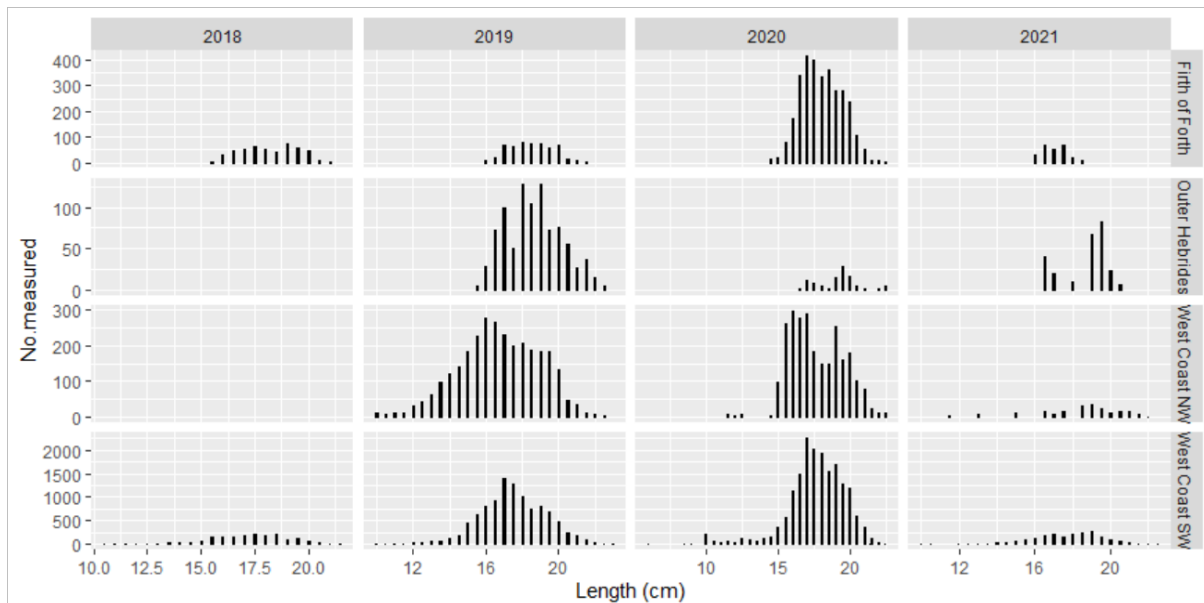 2018 2019 2020 2021
400
300
200
100
0
Firth of Forth
100
50
0
Outer Hebrides
300
200
100
0
West Coast NW
2000
1500
1000
500
0
West Coast SW
No.measured
10.0 12.5 15.0 17.5 20.0 12 16 20 10 20 12 16 20
Length (cm)